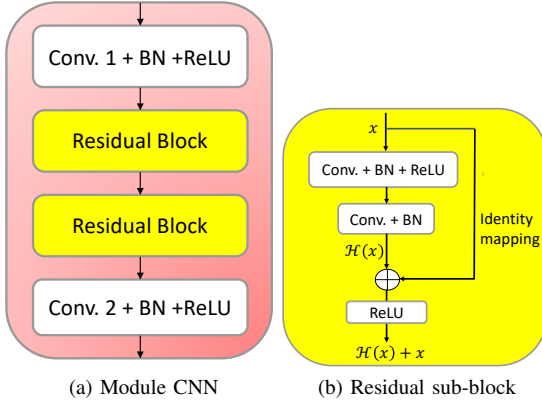 Conv. 1 + BN +ReLU
Residual Block
Residual Block
Conv. 2 + BN +ReLU
(a) Module CNN
x
Conv. + BN + ReLU
Conv. + BN
Identity
mapping
ℋ(x)
ReLU
ℋ(x) + x
(b) Residual sub-block